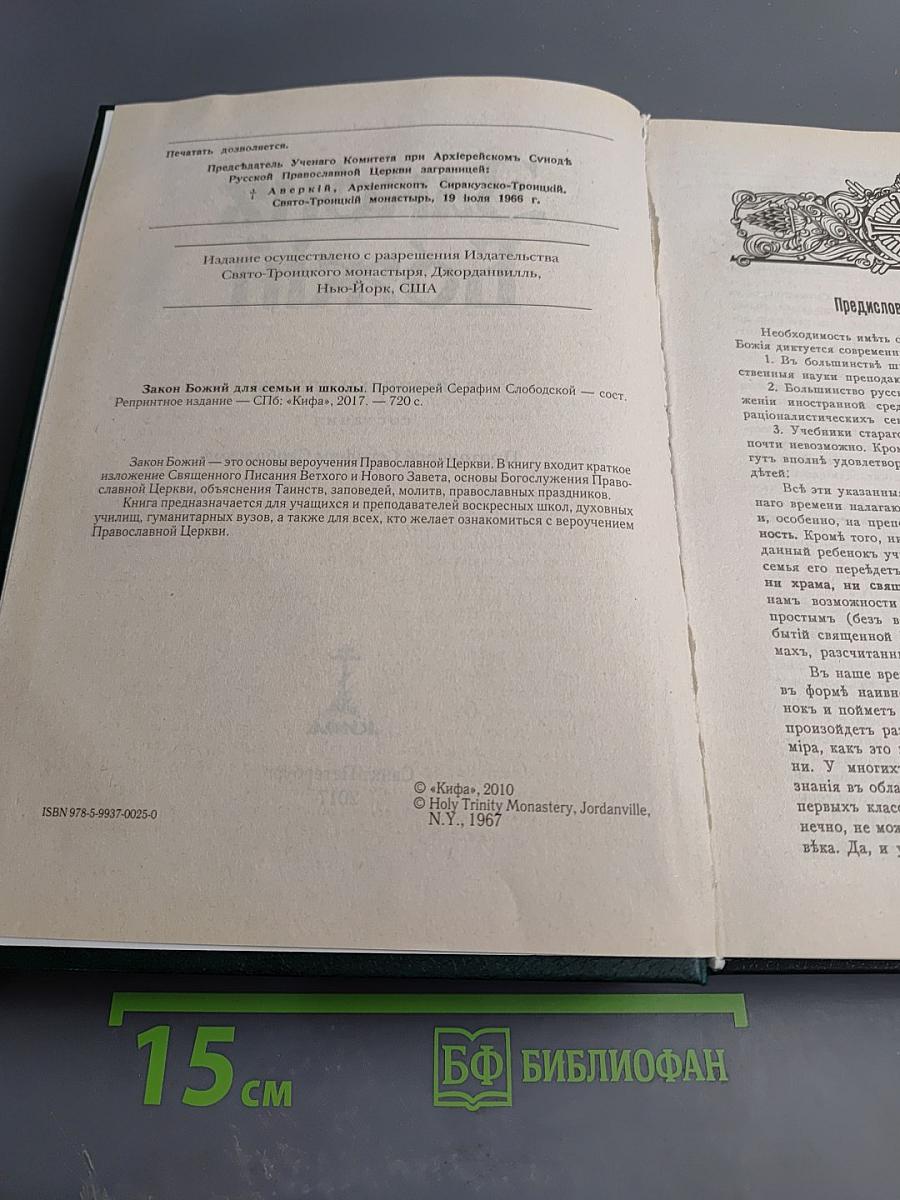 Печатать дозволяется.
Предсѣдатель Ученаго Комитета при Архіерейскомъ Сѵнодѣ
Русской Православной Церкви заграницей:
† Аверкій, Архіепископъ Сиракузско-Троицкій.
Свято-Троицкій монастырь, 19 Іюля 1966 г.
Издание осуществлено с разрешения Издательства
Свято-Троицкого монастыря, Джорданвилль,
Нью-Йорк, США
Закон Божий для семьи и школы. Протоиерей Серафим Слободской — сост.
Репринтное издание — СПб: «Кифа», 2017. — 720 с.
Закон Божий — это основы вероучения Православной Церкви. В книгу входит краткое
изложение Священного Писания Ветхого и Нового Завета, основы Богослужения Право-
славной Церкви, объяснения Таинств, заповедей, молитв, православных праздников.
Книга предназначается для учащихся и преподавателей воскресных школ, духовных
училищ, гуманитарных вузов, а также для всех, кто желает ознакомиться с вероучением
Православной Церкви.
ISBN 978-5-9937-0025-0
© «Кифа», 2010
© Holy Trinity Monastery, Jordanville,
N.Y., 1967
Предислов
Необходимость имѣть
Божія диктуется современн
1. Въ большинствѣ ш
ственныя науки преподаю
2. Большинство русс
женіи иностранной сред
раціоналистическихъ сек
3. Учебники стараго
почти невозможно. Кром
гутъ вполнѣ удовлетвор
дѣтей:
Всѣ эти указанныя
наго времени налагаю
и, особенно, на преп
ность. Кромѣ того, ни
данный ребенокъ уч
семья его переѣдетъ
ни храма, ни свящ
намъ возможности
простымъ (безъ в
бытій священной
махъ, разсчитанн
Въ наше вре
въ формѣ наивн
нокъ и пойметъ
произойдетъ раз
міра, какъ это
ни. У многихъ
знанія въ обла
первыхъ класс
нечно, не мож
вѣка. Да, и у
15 см
БФ БИБЛИОФАН